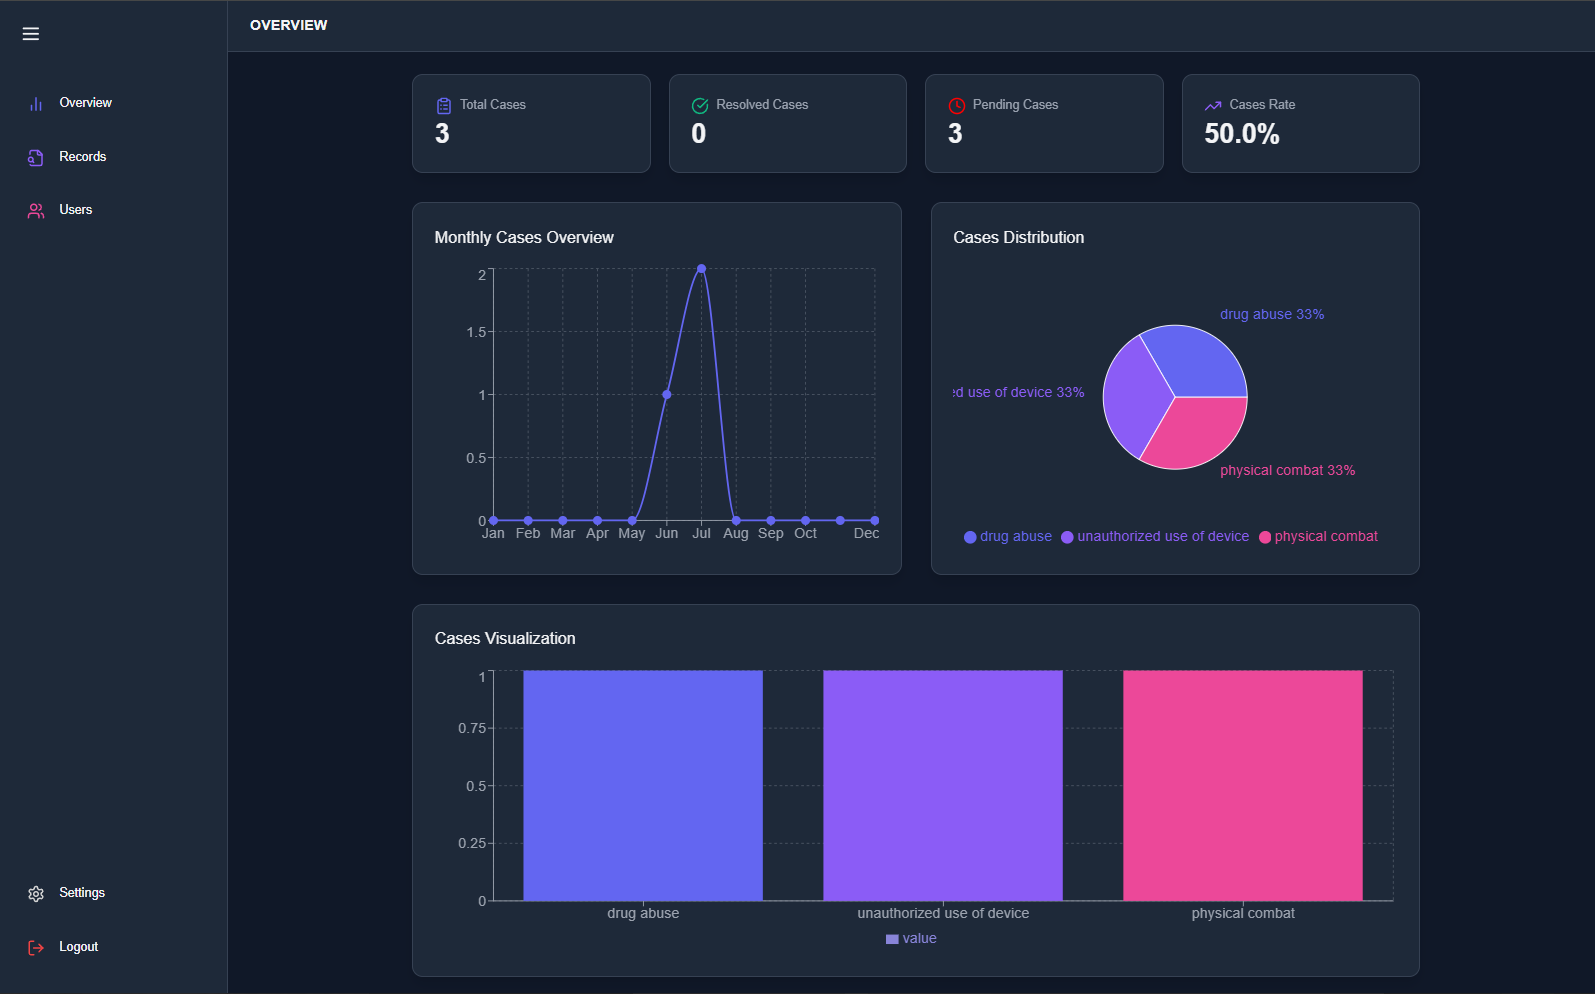 OVERVIEW
Overview
Records
Users
Settings
Logout
Total Cases
3
Resolved Cases
0
Pending Cases
3
Cases Rate
50.0%
Monthly Cases Overview
2
1.5
1
0.5
0
Jan Feb Mar Apr May Jun Jul Aug Sep Oct Dec
Cases Distribution
drug abuse 33%
ed use of device 33%
physical combat 33%
drug abuse unauthorized use of device physical combat
Cases Visualization
1
0.75
0.5
0.25
0
drug abuse unauthorized use of device physical combat
value